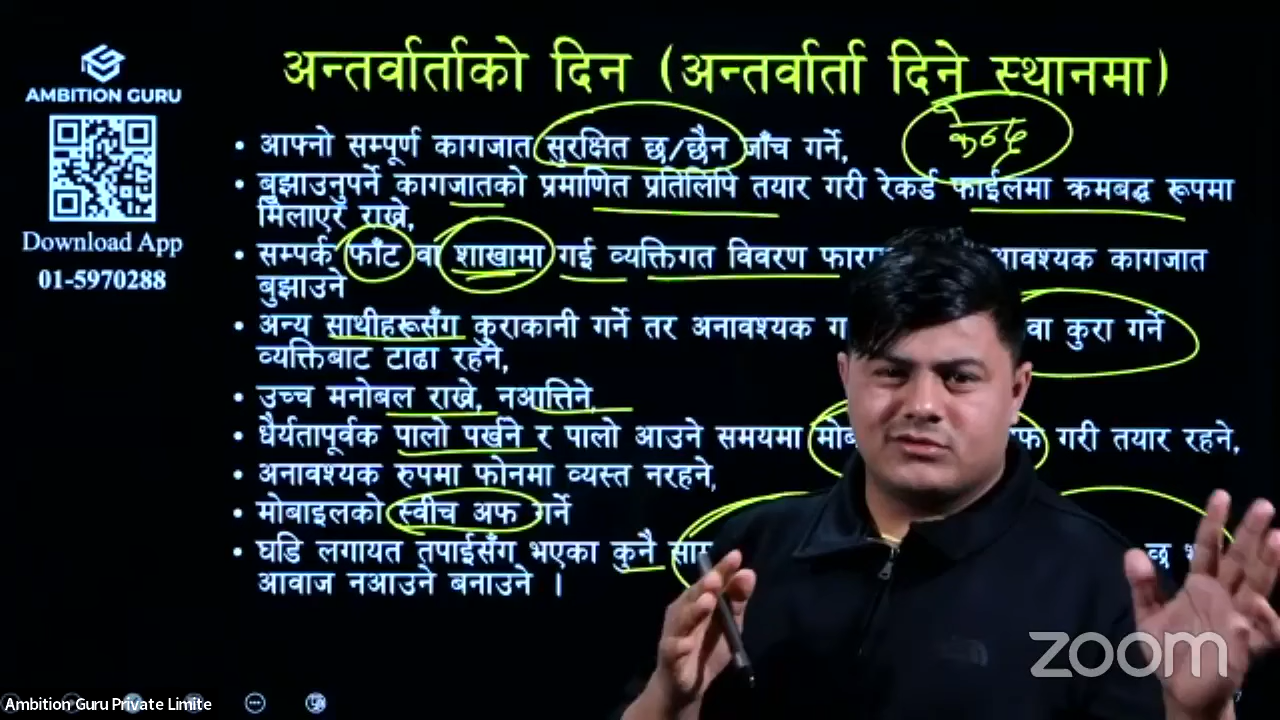 अन्तर्वार्ताको दिन (अन्तर्वार्ता दिने स्थानमा)
AMBITION GURU
Download App
01-5970288
केन्द्र
• आफ्नो सम्पूर्ण कागजात सुरक्षित छ/छैन जाँच गर्ने,
• बुझाउनुपर्ने कागजातको प्रमाणित प्रतिलिपि तयार गरी रेकर्ड फाईलमा क्रमबद्ध रूपमा
मिलाएर राख्ने,
• सम्पर्क फाँट वा शाखामा गई व्यक्तिगत विवरण कागजात
बुझाउने
• अन्य साथीहरूसँग कुराकानी गर्ने तर अनावश्यक वा कुरा गर्ने
व्यक्तिबाट टाढा रहने,
• उच्च मनोबल राख्ने, नआत्तिने,
• धैर्यतापूर्वक पालो पर्खने र पालो आउने समयमा गरी तयार रहने,
• अनावश्यक रुपमा फोनमा व्यस्त नरहने,
• मोबाइलको स्वीच अफ गर्ने
• घडि लगायत तपाईसँग भएका कुनै
आवाज नआउने बनाउने ।
zoom
Ambition Guru Private Limite